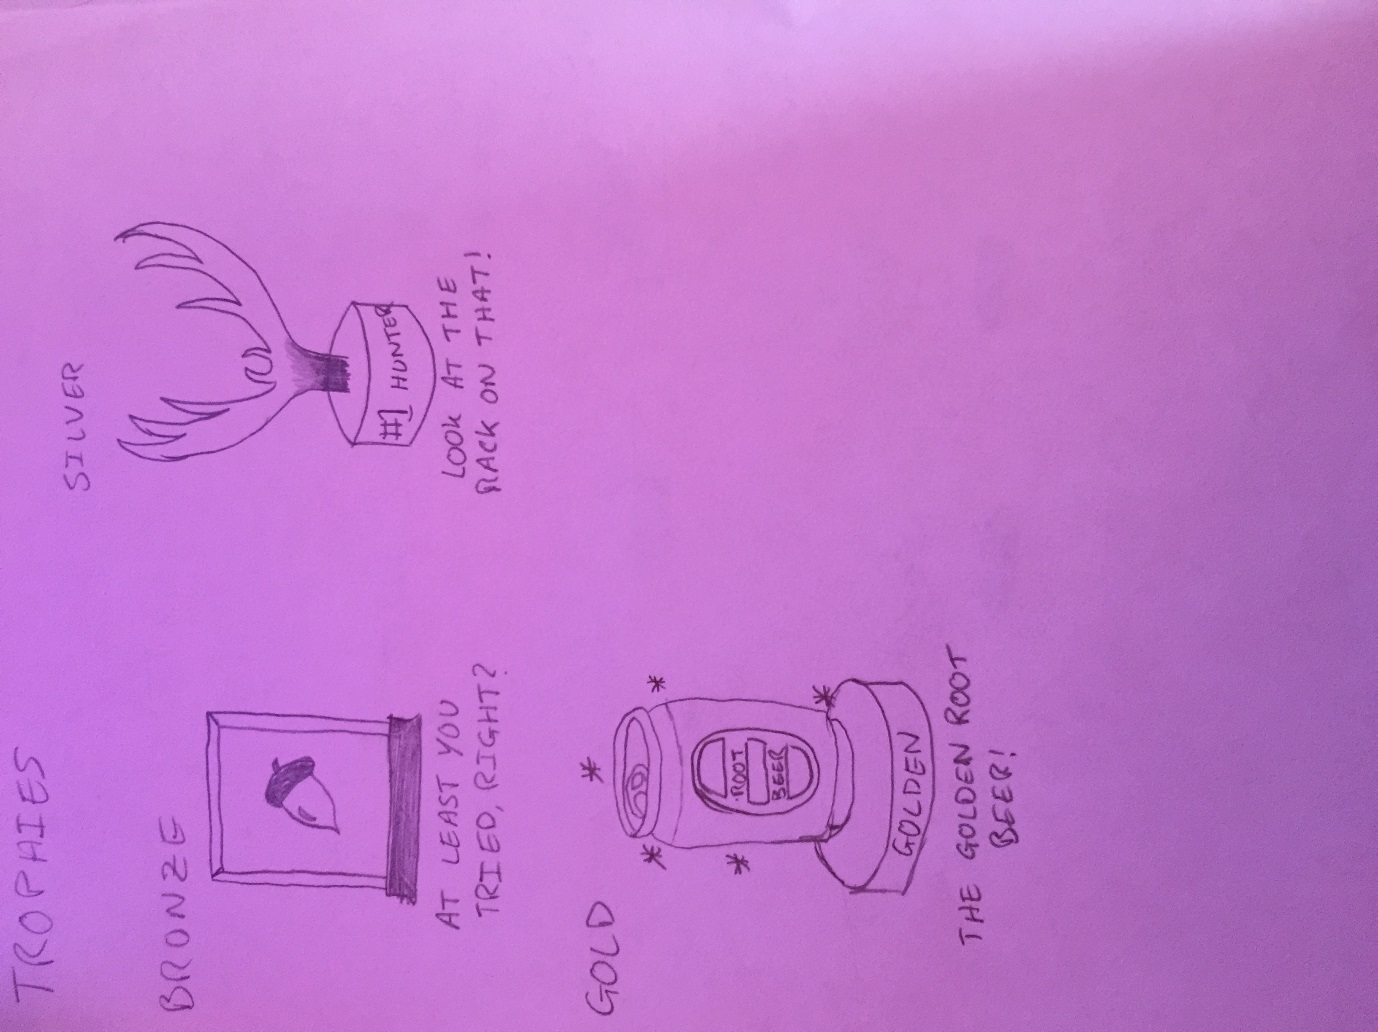 TROPHIES
BRONZE
AT LEAST YOU
TRIED, RIGHT?
SILVER
#1 HUNTER
LOOK AT THE
RACK ON THAT!
GOLD
ROOT
BEER
GOLDEN
THE GOLDEN ROOT
BEER!